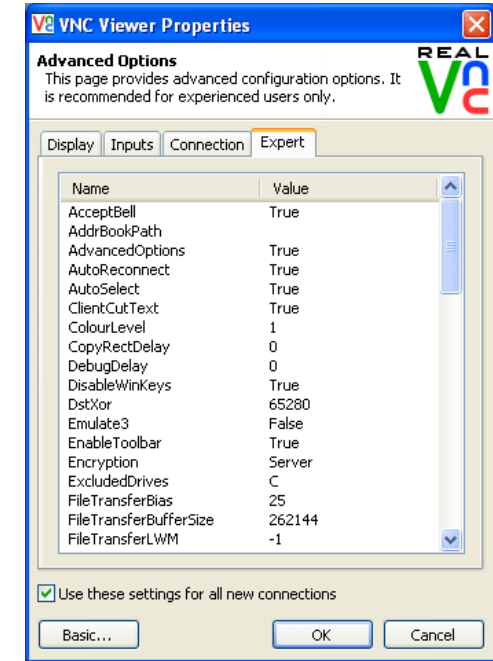 VNC Viewer Properties
Advanced Options
This page provides advanced configuration options. It
is recommended for experienced users only.
REAL
VNC
Display Inputs Connection Expert
Name Value
AcceptBell True
AddrBookPath
AdvancedOptions True
AutoReconnect True
AutoSelect True
ClientCutText True
ColourLevel 1
CopyRectDelay 0
DebugDelay 0
DisableWinKeys True
DstXor 65280
Emulate3 False
EnableToolbar True
Encryption Server
ExcludedDrives C
FileTransferBias 25
FileTransferBufferSize 262144
FileTransferLWM -1
Use these settings for all new connections
Basic... OK Cancel